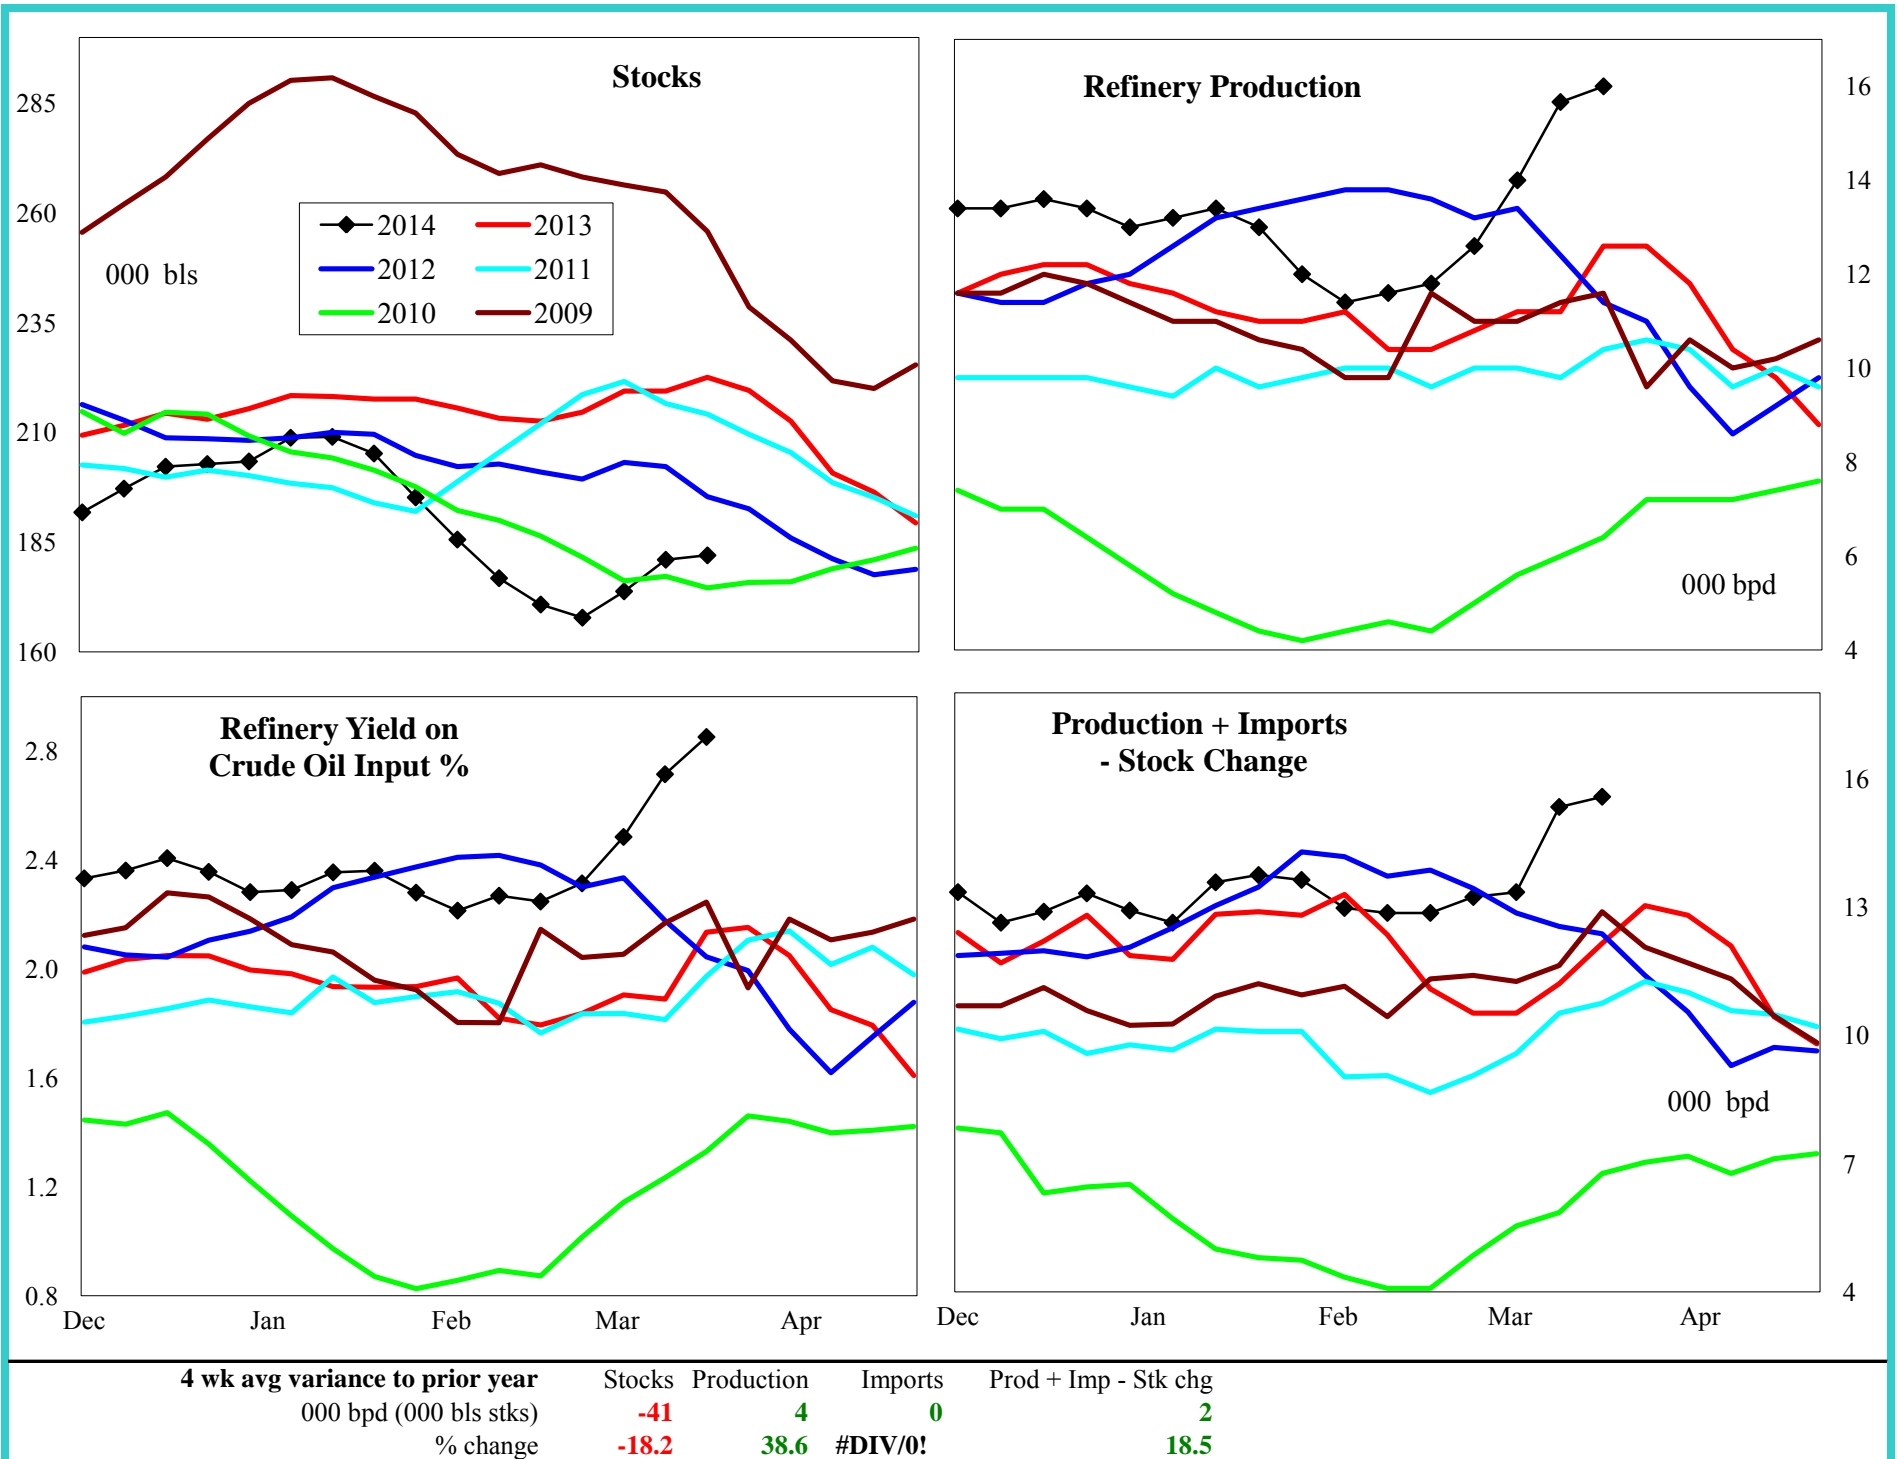 Stocks
285
260
235
210
185
160
000 bls
2014 2013
2012 2011
2010 2009
Refinery Production
16
14
12
10
8
6
4
000 bpd
Refinery Yield on
Crude Oil Input %
2.8
2.4
2.0
1.6
1.2
0.8
Dec Jan Feb Mar Apr
Production + Imports
- Stock Change
16
13
10
7
4
000 bpd
Dec Jan Feb Mar Apr
4 wk avg variance to prior year Stocks Production Imports Prod + Imp - Stk chg
000 bpd (000 bls stks) -41 4 0 2
% change -18.2 38.6 #DIV/0! 18.5